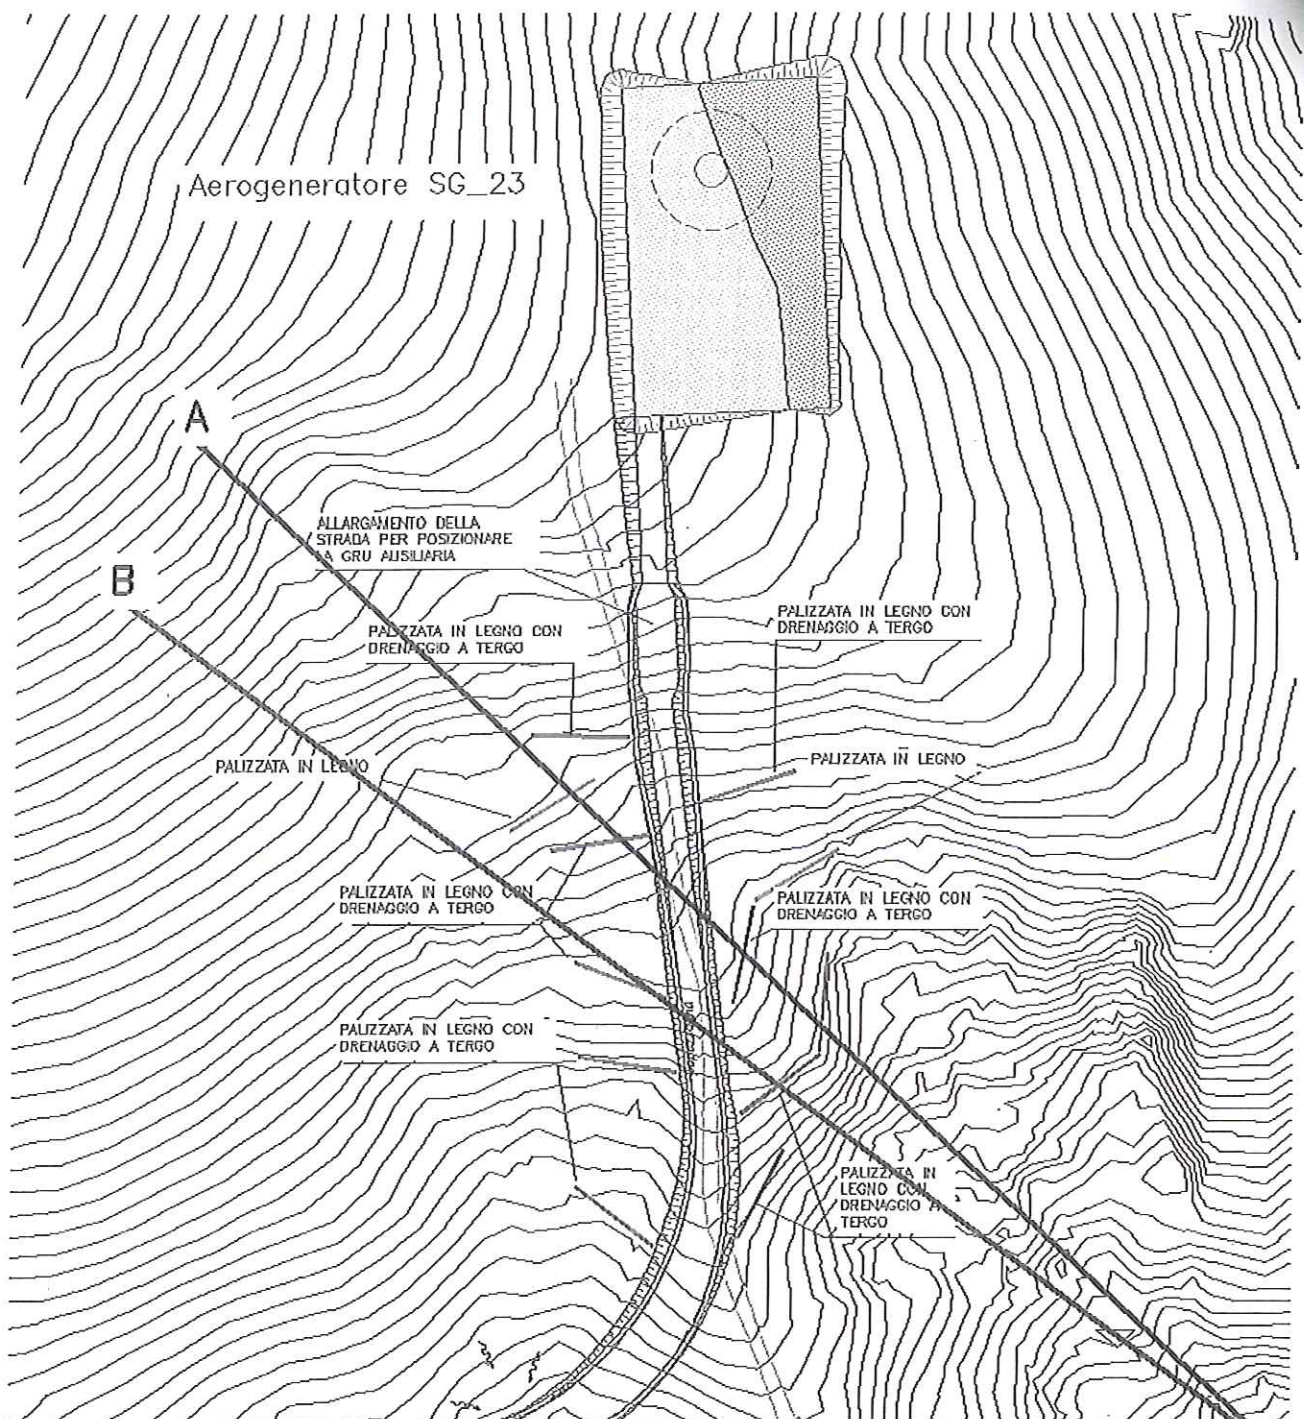 Aerogeneratore SG_23
A
ALLARGAMENTO DELLA
STRADA PER POSIZIONARE
LA GRU AUSILIARIA
B
PALIZZATA IN LEGNO CON
DRENAGGIO A TERGO
PALIZZATA IN LEGNO CON
DRENAGGIO A TERGO
PALIZZATA IN LEGNO
PALIZZATA IN LEGNO
PALIZZATA IN LEGNO CON
DRENAGGIO A TERGO
PALIZZATA IN LEGNO CON
DRENAGGIO A TERGO
PALIZZATA IN LEGNO CON
DRENAGGIO A TERGO
PALIZZATA IN
LEGNO CON
DRENAGGIO A
TERGO